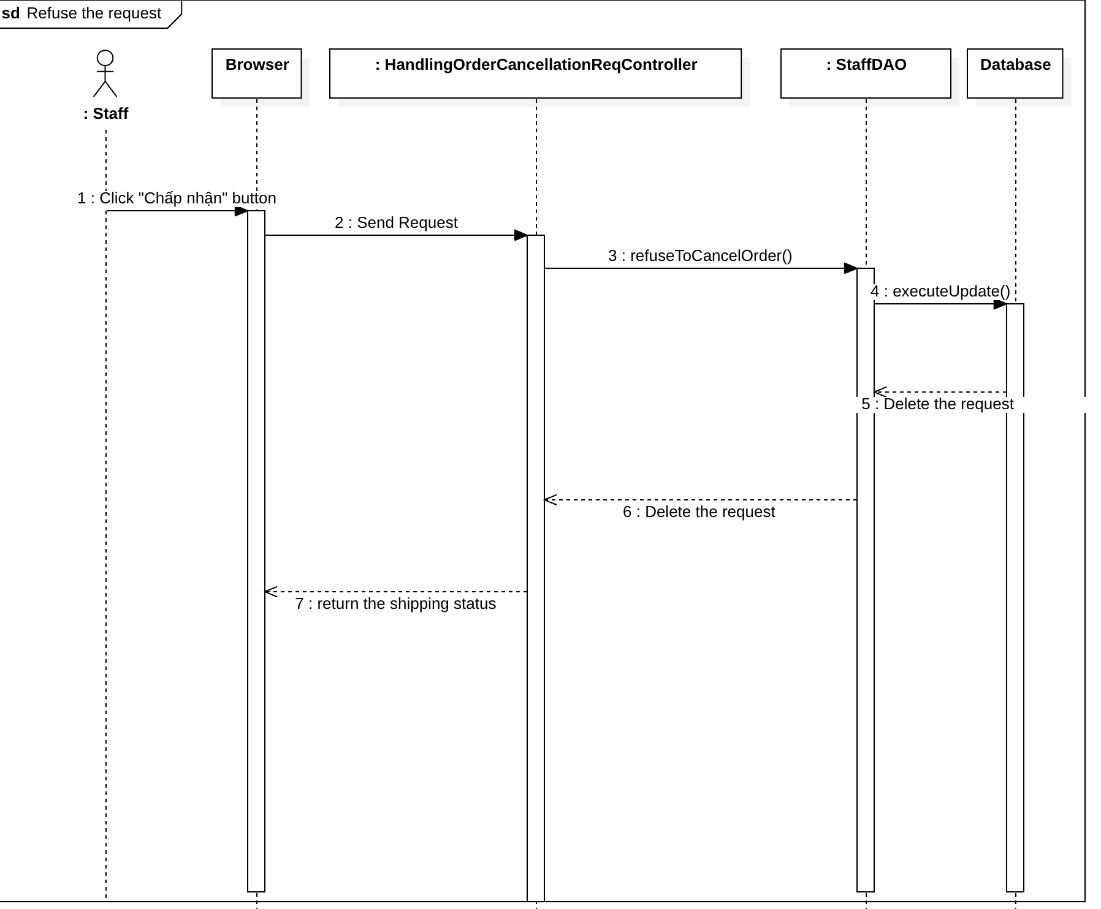 sd Refuse the request
Browser
: HandlingOrderCancellationReqController
: StaffDAO
Database
: Staff
1 : Click "Chấp nhận" button
2 : Send Request
3 : refuseToCancelOrder()
4 : executeUpdate()
5 : Delete the request
6 : Delete the request
7 : return the shipping status